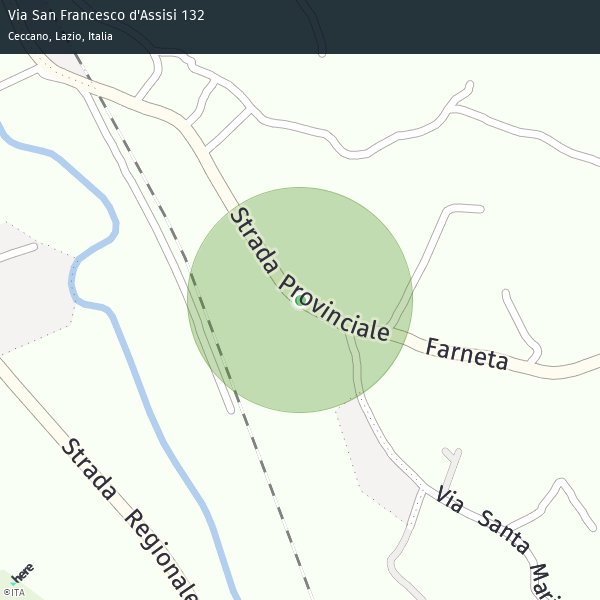 Via San Francesco d'Assisi 132
Ceccano, Lazio, Italia
Strada Provinciale Farneta
Strada Regionale
Via Santa Mari
here
©ITA